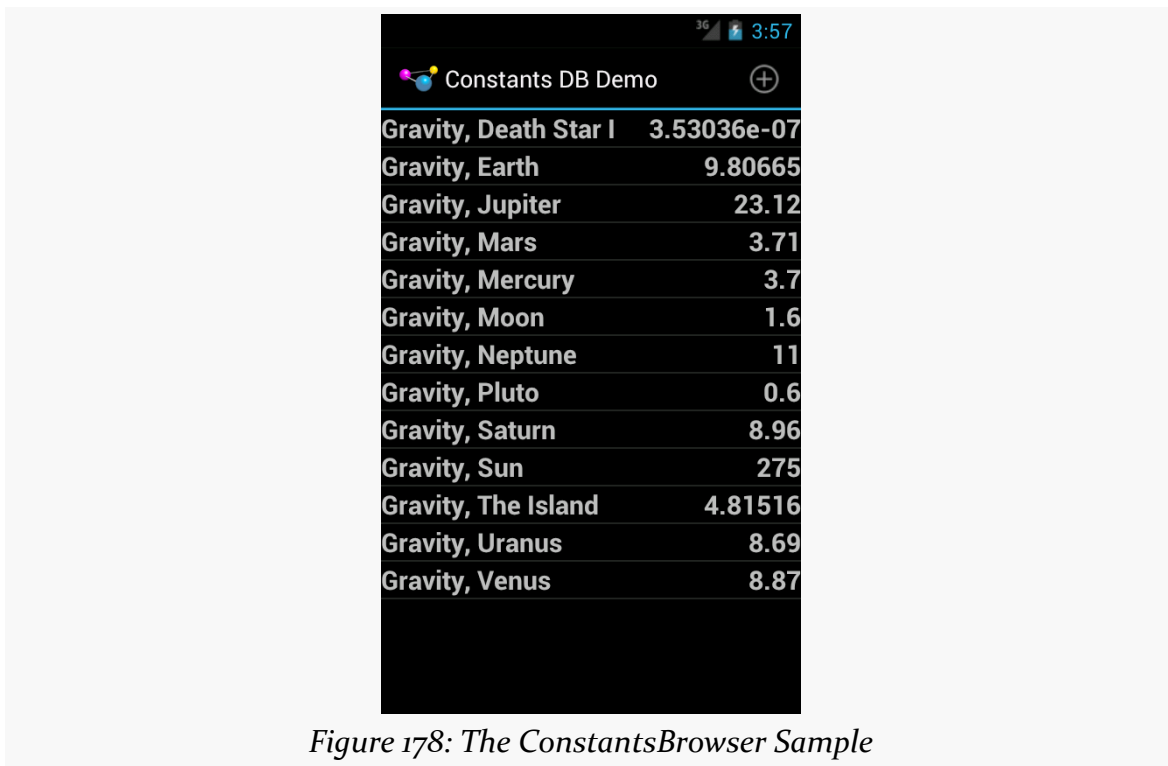 3G 3:57
Constants DB Demo
Gravity, Death Star I 3.53036e-07
Gravity, Earth 9.80665
Gravity, Jupiter 23.12
Gravity, Mars 3.71
Gravity, Mercury 3.7
Gravity, Moon 1.6
Gravity, Neptune 11
Gravity, Pluto 0.6
Gravity, Saturn 8.96
Gravity, Sun 275
Gravity, The Island 4.81516
Gravity, Uranus 8.69
Gravity, Venus 8.87
Figure 178: The ConstantsBrowser Sample